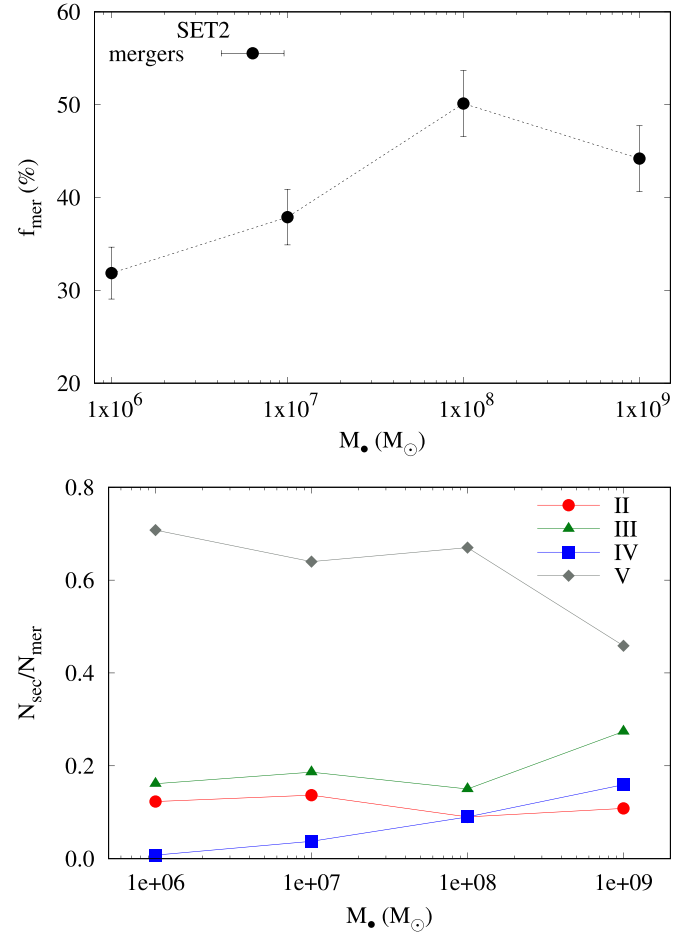 60
SET2
mergers
50
40
30
20
f_mer (%)
1x10^6 1x10^7 1x10^8 1x10^9
M_● (M_☉)
0.8
II
III
IV
V
0.6
0.4
0.2
0.0
N_sec/N_mer
1e+06 1e+07 1e+08 1e+09
M_● (M_☉)